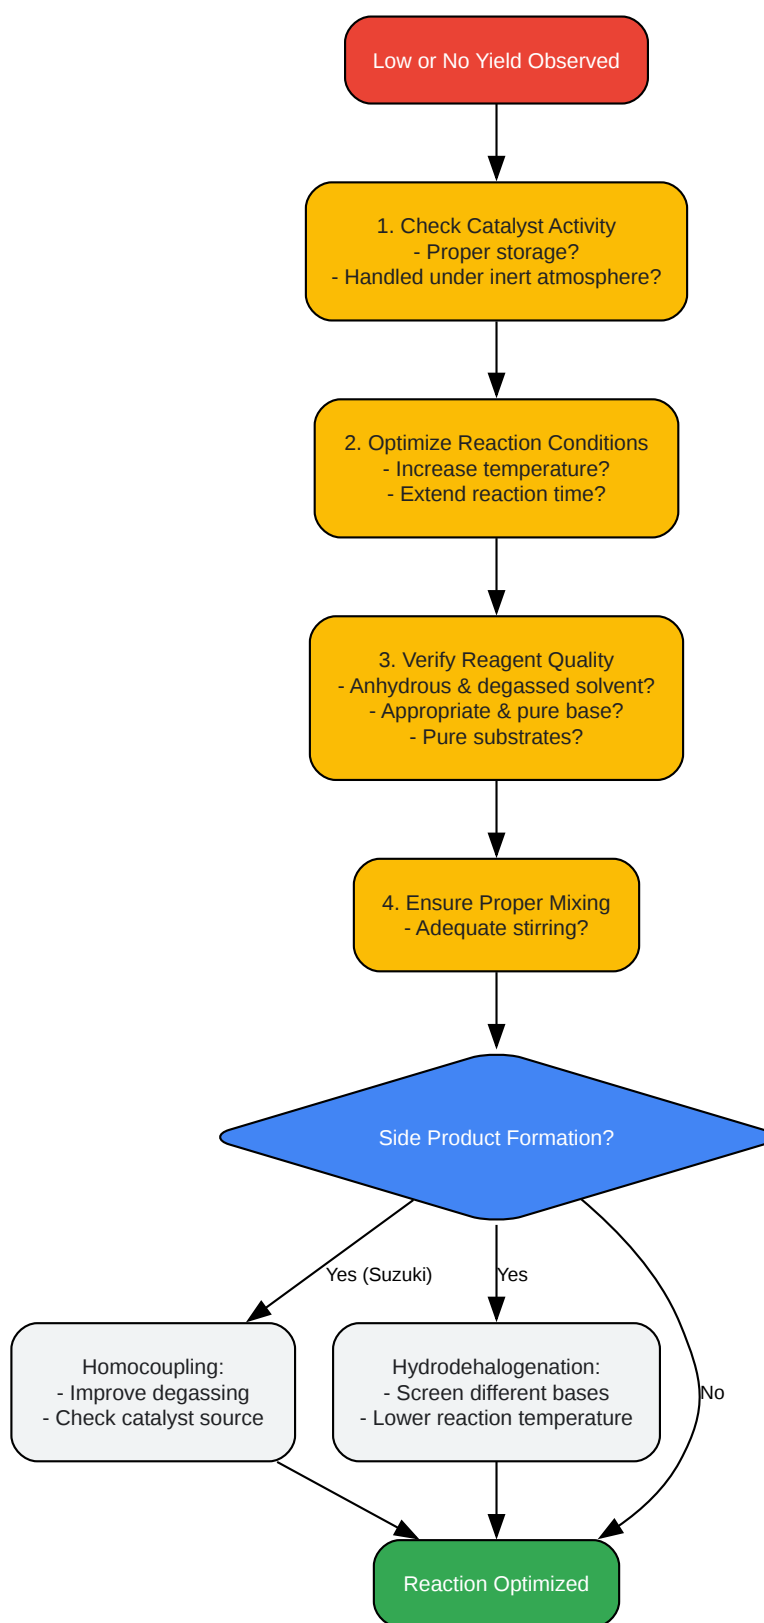 Low or No Yield Observed
1. Check Catalyst Activity
- Proper storage?
- Handled under inert atmosphere?
2. Optimize Reaction Conditions
- Increase temperature?
- Extend reaction time?
3. Verify Reagent Quality
- Anhydrous & degassed solvent?
- Appropriate & pure base?
- Pure substrates?
4. Ensure Proper Mixing
- Adequate stirring?
Side Product Formation?
Yes (Suzuki)
Yes
No
Homocoupling:
- Improve degassing
- Check catalyst source
Hydrodehalogenation:
- Screen different bases
- Lower reaction temperature
Reaction Optimized